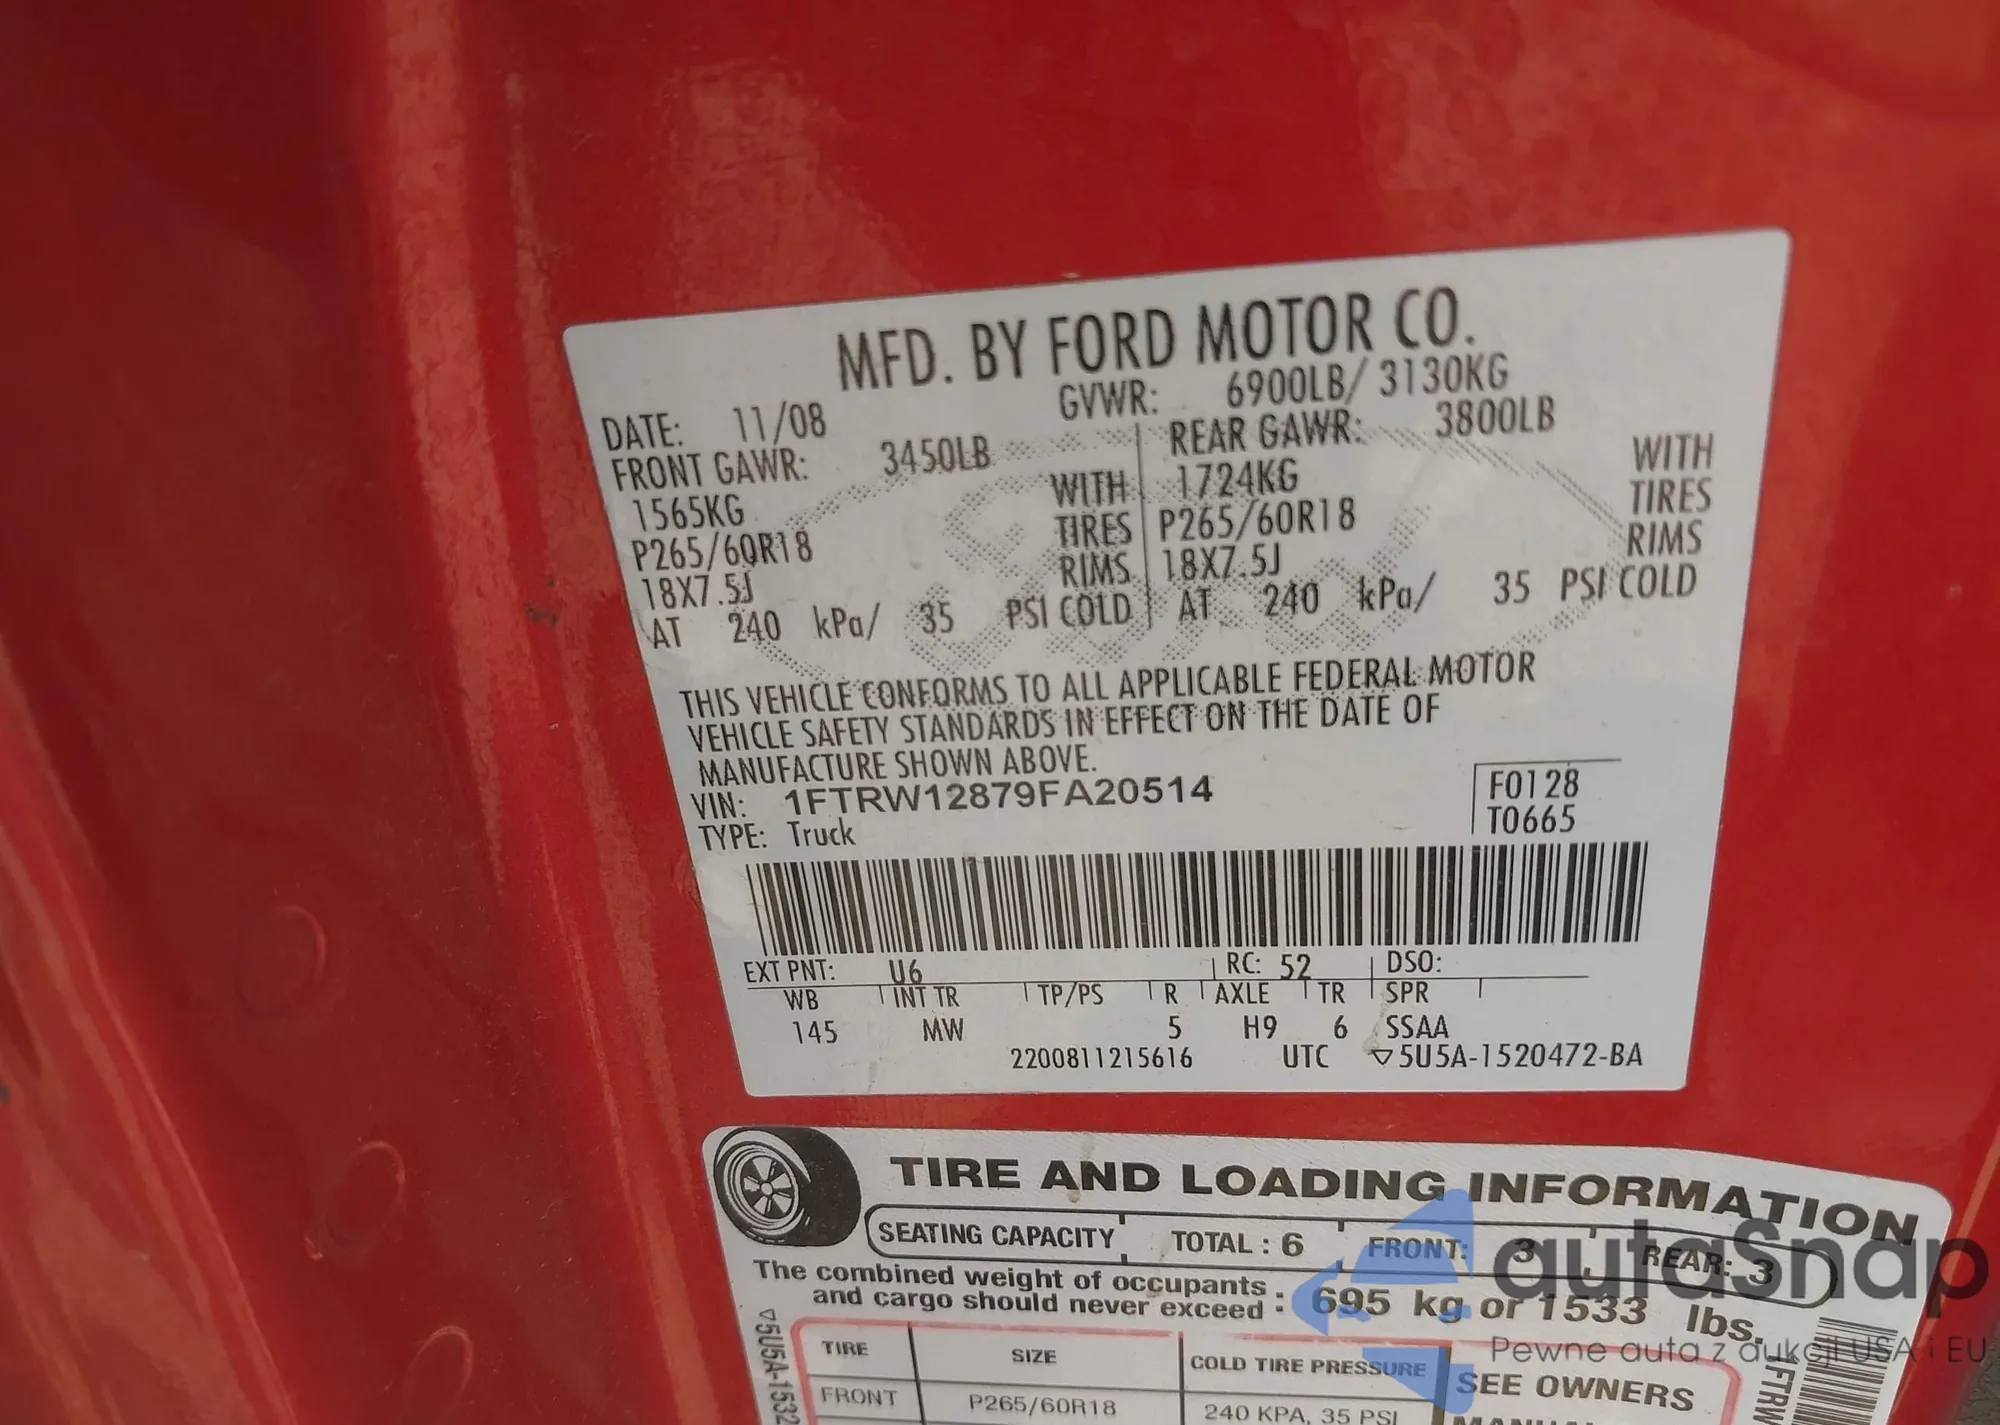 MFD. BY FORD MOTOR CO.
DATE: 11/08 GVWR: 6900LB/ 3130KG
FRONT GAWR: 3450LB REAR GAWR: 3800LB
1565KG WITH 1724KG WITH
P265/60R18 TIRES P265/60R18 TIRES
18X7.5J RIMS 18X7.5J RIMS
AT 240 kPa/ 35 PSI COLD AT 240 kPa/ 35 PSI COLD
THIS VEHICLE CONFORMS TO ALL APPLICABLE FEDERAL MOTOR
VEHICLE SAFETY STANDARDS IN EFFECT ON THE DATE OF
MANUFACTURE SHOWN ABOVE.
VIN: 1FTRW12879FA20514 F0128
TYPE: Truck T0665
EXT PNT: U6 RC: 52 DSO:
WB INT TR TP/PS R AXLE TR SPR
145 MW 5 H9 6 SSAA
2200811215616 UTC ▽5U5A-1520472-BA
TIRE AND LOADING INFORMATION
SEATING CAPACITY TOTAL : 6 FRONT: 3 REAR: 3
The combined weight of occupants
and cargo should never exceed : 695 kg or 1533 lbs.
TIRE SIZE COLD TIRE PRESSURE SEE OWNERS
FRONT P265/60R18 240 KPA, 35 PSI
▽5U5A-1532
1FTRW
autaSnap
Pewne auta z aukcji USA i EU